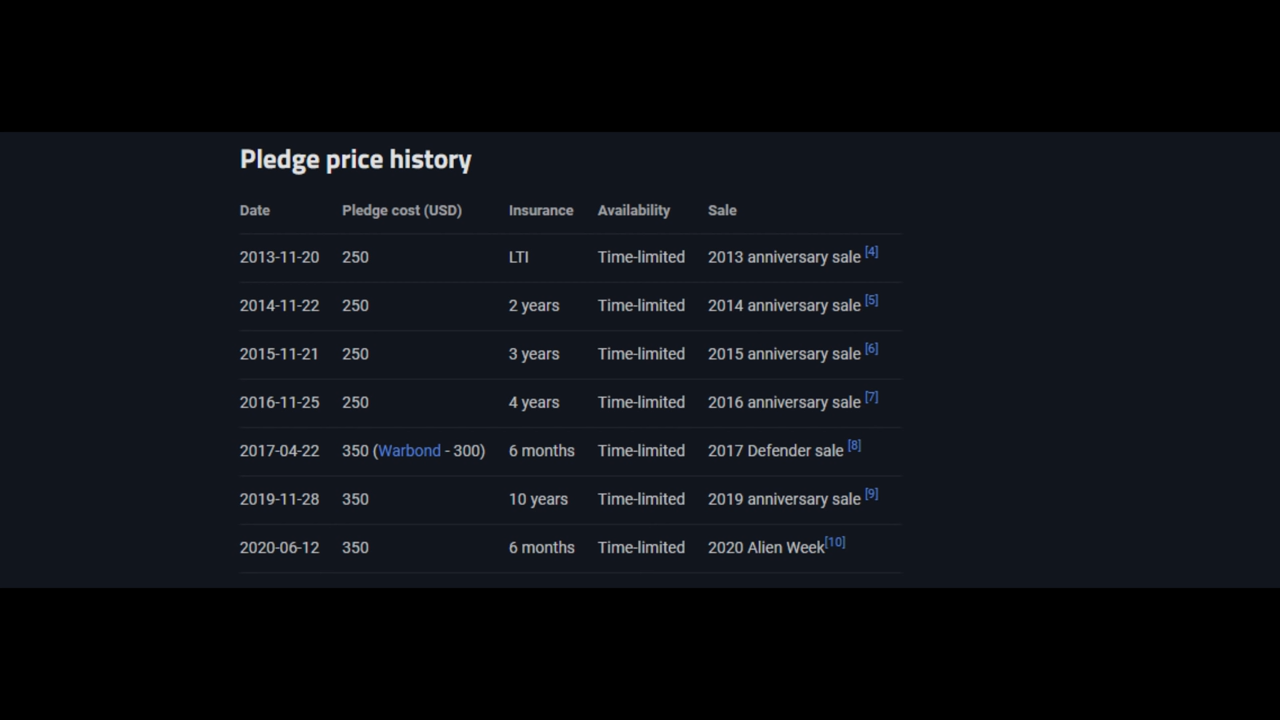 Pledge price history
Date Pledge cost (USD) Insurance Availability Sale
2013-11-20 250 LTI Time-limited 2013 anniversary sale [4]
2014-11-22 250 2 years Time-limited 2014 anniversary sale [5]
2015-11-21 250 3 years Time-limited 2015 anniversary sale [6]
2016-11-25 250 4 years Time-limited 2016 anniversary sale [7]
2017-04-22 350 (Warbond - 300) 6 months Time-limited 2017 Defender sale [8]
2019-11-28 350 10 years Time-limited 2019 anniversary sale [9]
2020-06-12 350 6 months Time-limited 2020 Alien Week[10]